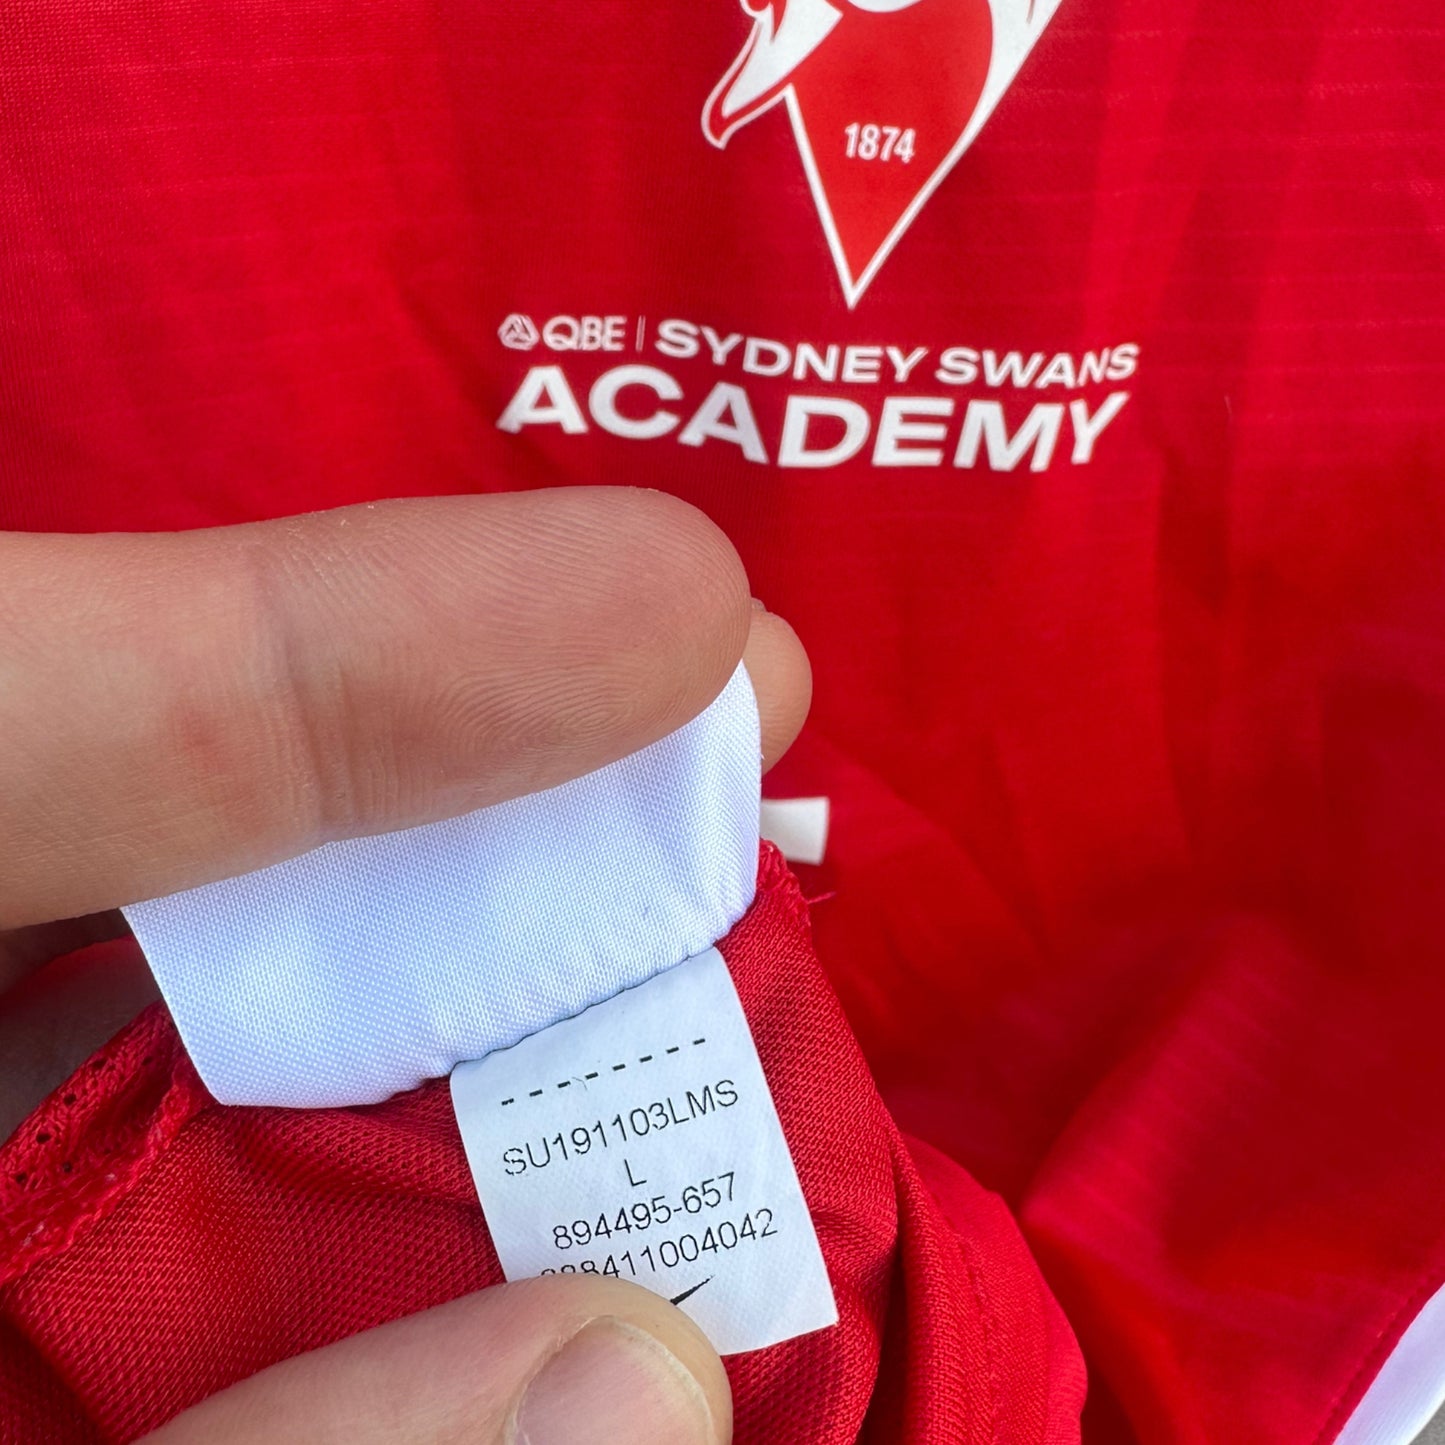 1874
QBE | SYDNEY SWANS
ACADEMY
SU191103LMS
L
894495-657